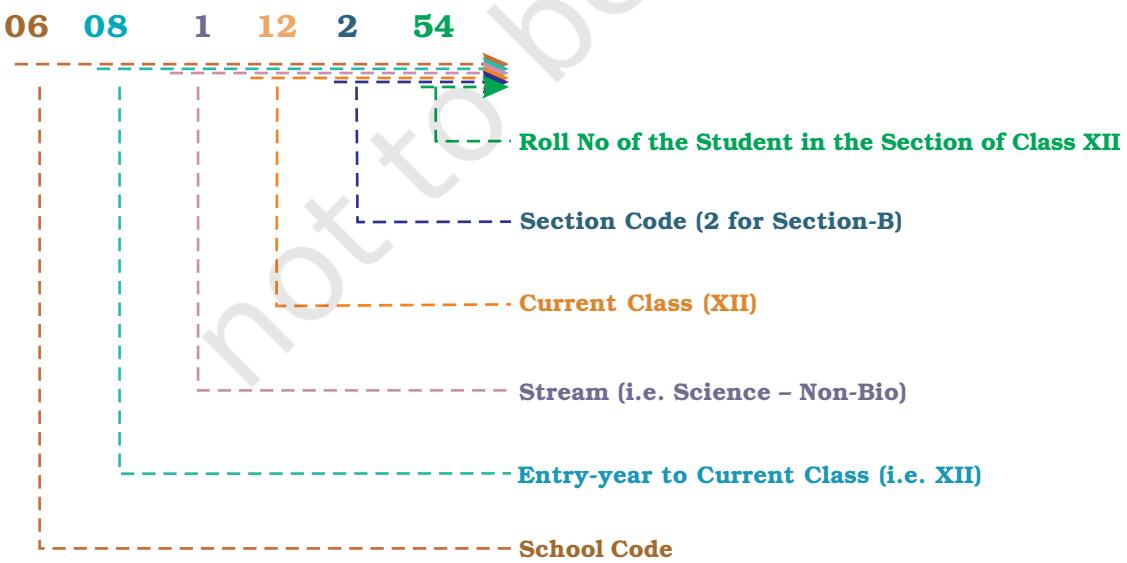 06 08 1 12 2 54
Roll No of the Student in the Section of Class XII
Section Code (2 for Section-B)
Current Class (XII)
Stream (i.e. Science – Non-Bio)
Entry-year to Current Class (i.e. XII)
School Code
not to b